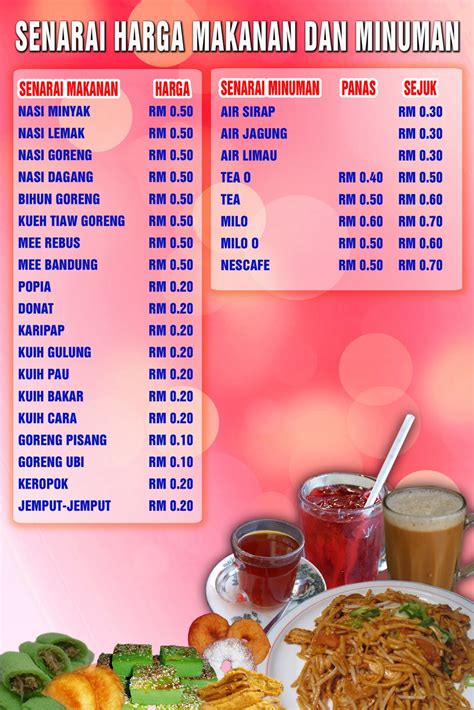 SENARAI HARGA MAKANAN DAN MINUMAN
SENARAI MAKANAN HARGA
NASI MINYAK RM 0.50
NASI LEMAK RM 0.50
NASI GORENG RM 0.50
NASI DAGANG RM 0.50
BIHUN GORENG RM 0.50
KUEH TIAW GORENG RM 0.50
MEE REBUS RM 0.50
MEE BANDUNG RM 0.50
POPIA RM 0.20
DONAT RM 0.20
KARIPAP RM 0.20
KUIH GULUNG RM 0.20
KUIH PAU RM 0.20
KUIH BAKAR RM 0.20
KUIH CARA RM 0.20
GORENG PISANG RM 0.10
GORENG UBI RM 0.10
KEROPOK RM 0.20
JEMPUT-JEMPUT RM 0.20
SENARAI MINUMAN PANAS SEJUK
AIR SIRAP RM 0.30
AIR JAGUNG RM 0.30
AIR LIMAU RM 0.30
TEA O RM 0.40 RM 0.50
TEA RM 0.50 RM 0.60
MILO RM 0.60 RM 0.70
MILO O RM 0.50 RM 0.60
NESCAFE RM 0.50 RM 0.70